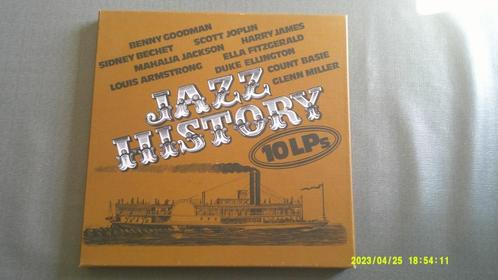 BENNY GOODMAN
SCOTT JOPLIN
HARRY JAMES
SIDNEY BECHET
MAHALIA JACKSON
ELLA FITZGERALD
LOUIS ARMSTRONG
DUKE ELLINGTON
COUNT BASIE
GLENN MILLER
JAZZ
HISTORY
10 LPs
2023/04/25 18:54:11